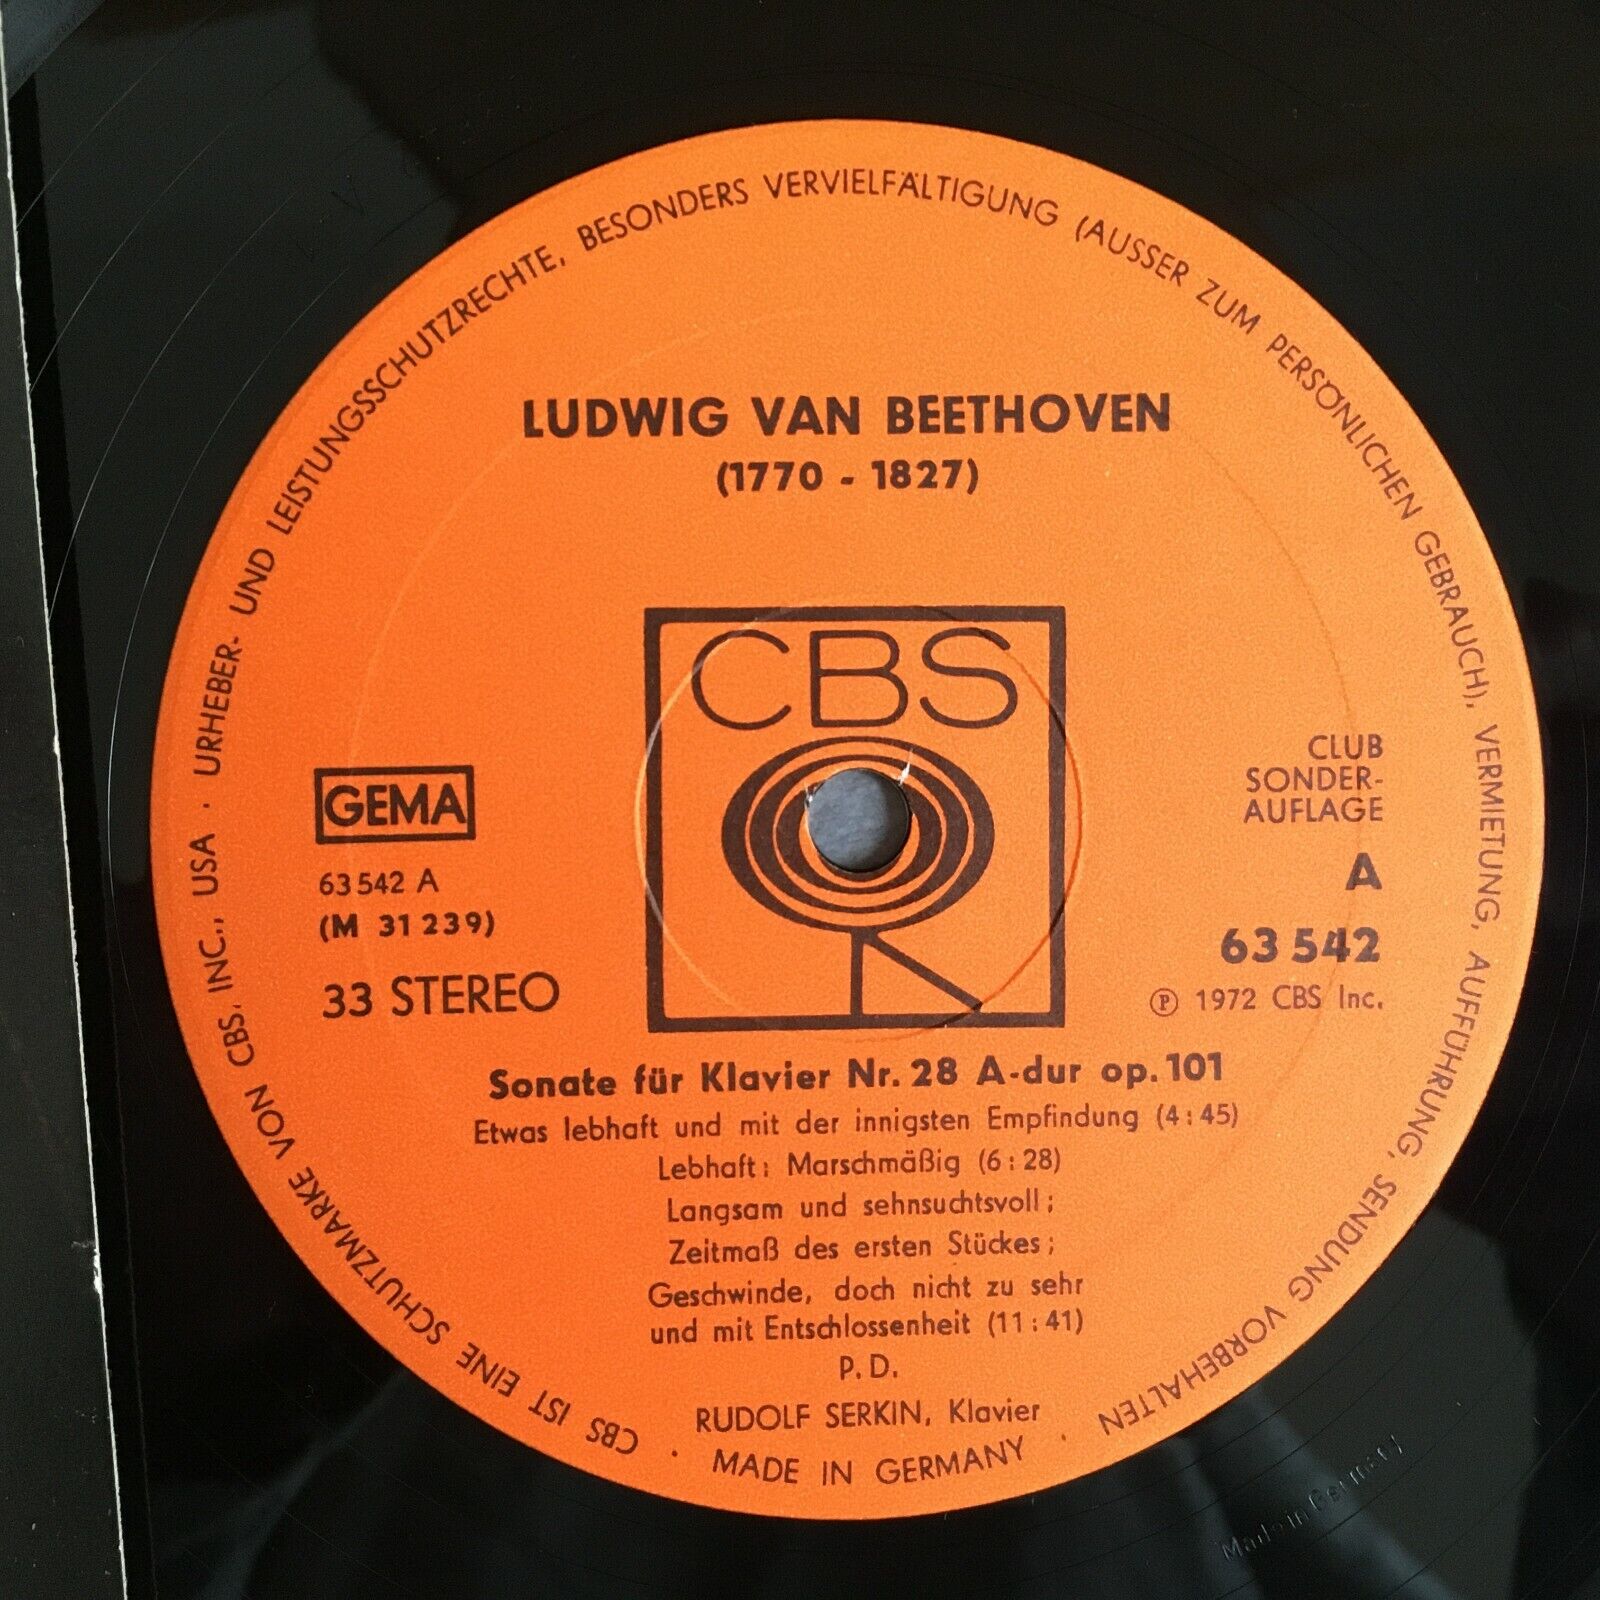 LUDWIG VAN BEETHOVEN
(1770 - 1827)
CBS
GEMA
63 542 A
(M 31 239)
33 STEREO
CLUB
SONDER-
AUFLAGE
A
63 542
Ⓟ 1972 CBS Inc.
Sonate für Klavier Nr. 28 A-dur op. 101
Etwas lebhaft und mit der innigsten Empfindung (4:45)
Lebhaft: Marschmäßig (6:28)
Langsam und sehnsuchtsvoll;
Zeitmaß des ersten Stückes;
Geschwinde, doch nicht zu sehr
und mit Entschlossenheit (11:41)
P.D.
RUDOLF SERKIN, Klavier
CBS IST EINE SCHUTZMARKE VON CBS, INC., USA · URHEBER- UND LEISTUNGSSCHUTZRECHTE, BESONDERS VERVIELFÄLTIGUNG (AUSSER ZUM PERSÖNLICHEN GEBRAUCH), VERMIETUNG, AUFFÜHRUNG, SENDUNG VORBEHALTEN ·
MADE IN GERMANY ·
Made in Germany